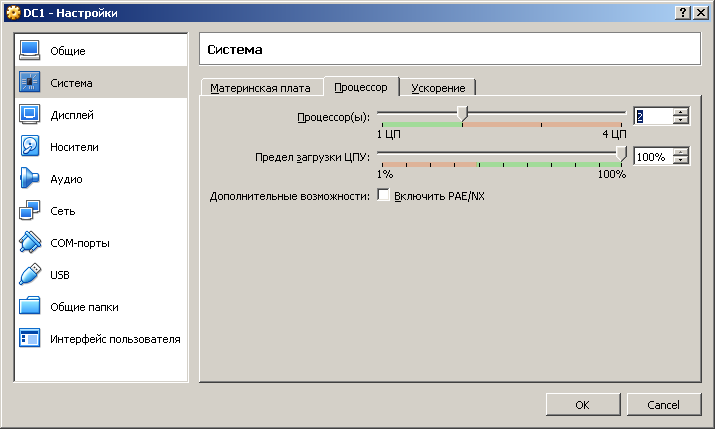 DC1 - Настройки
Общие
Система
Дисплей
Носители
Аудио
Сеть
COM-порты
USB
Общие папки
Интерфейс пользователя
Система
Материнская плата Процессор Ускорение
Процессор(ы): 2
1 ЦП 4 ЦП
Предел загрузки ЦПУ: 100%
1% 100%
Дополнительные возможности: Включить PAE/NX
OK Cancel